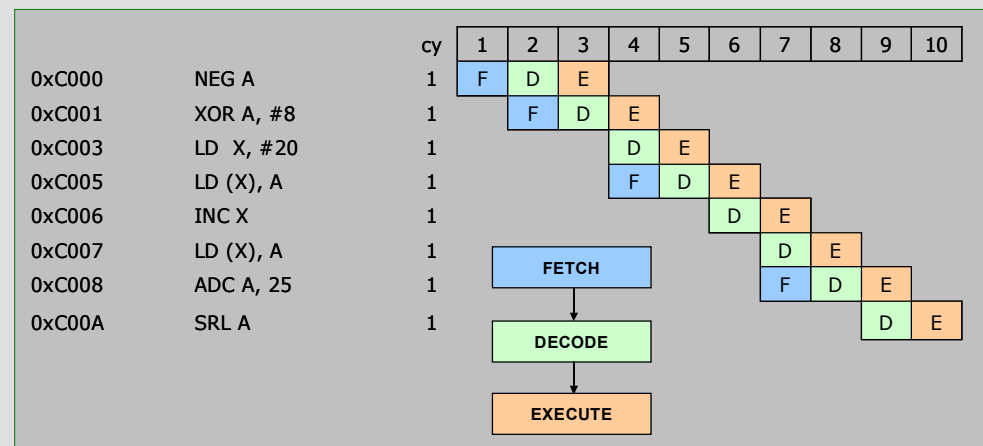 cy 1 2 3 4 5 6 7 8 9 10
0xC000 NEG A 1 F D E
0xC001 XOR A, #8 1 F D E
0xC003 LD X, #20 1 D E
0xC005 LD (X), A 1 F D E
0xC006 INC X 1 D E
0xC007 LD (X), A 1 D E
0xC008 ADC A, 25 1 F D E
0xC00A SRL A 1 D E
FETCH
DECODE
EXECUTE